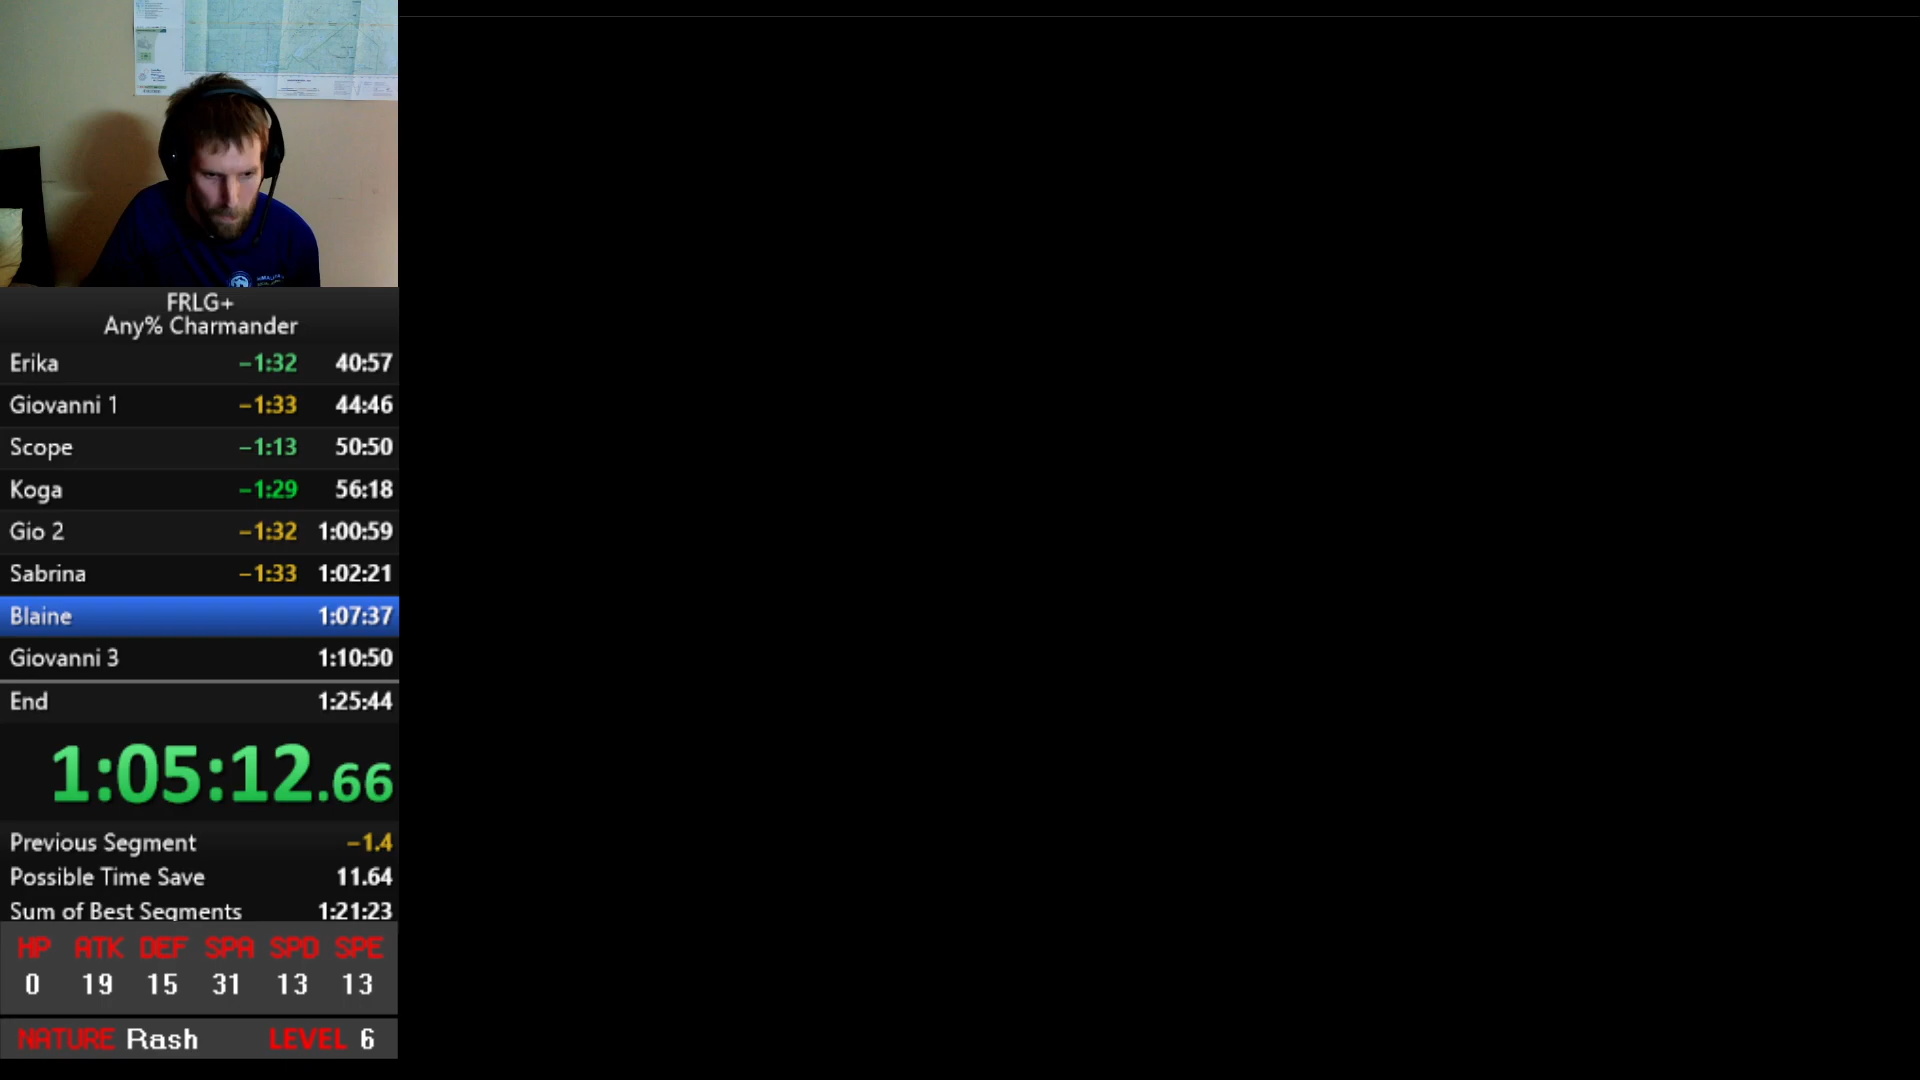 FRLG+
Any% Charmander
Erika -1:32 40:57
Giovanni 1 -1:33 44:46
Scope -1:13 50:50
Koga -1:29 56:18
Gio 2 -1:32 1:00:59
Sabrina -1:33 1:02:21
Blaine 1:07:37
Giovanni 3 1:10:50
End 1:25:44
1:05:12.66
Previous Segment -1.4
Possible Time Save 11.64
Sum of Best Segments 1:21:23
HP ATK DEF SPA SPD SPE
0 19 15 31 13 13
NATURE Rash LEVEL 6